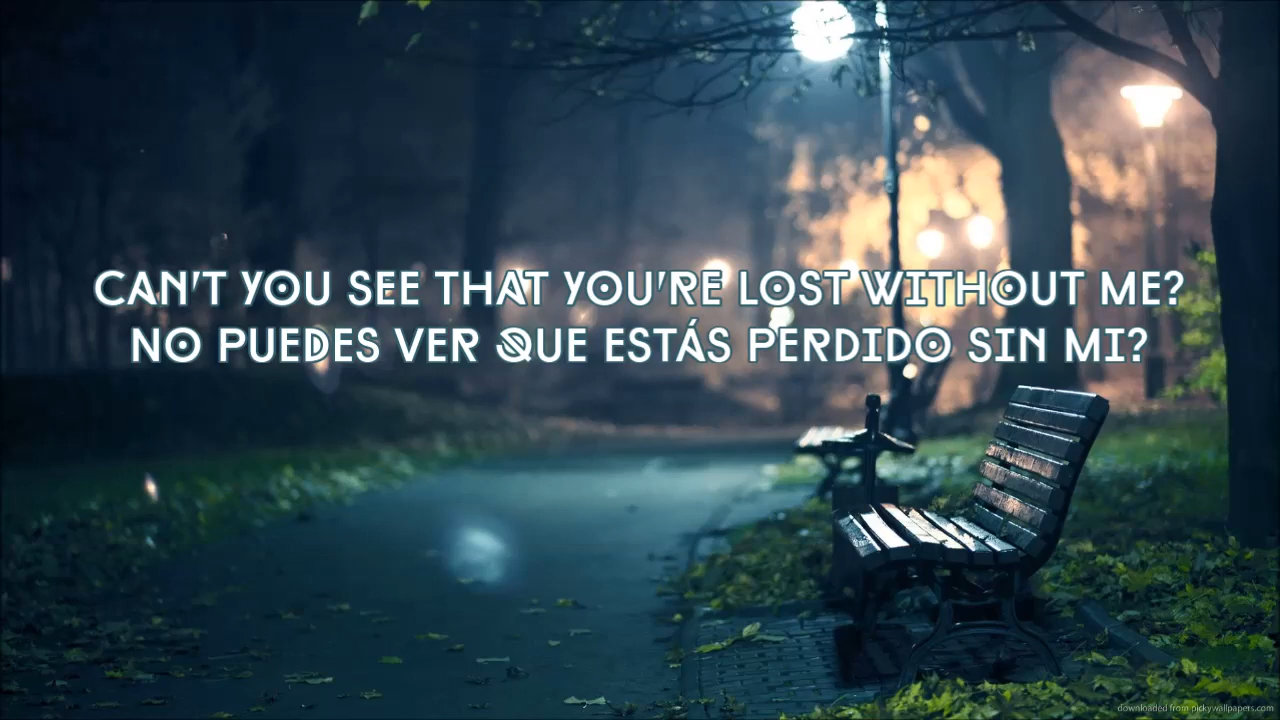 CAN'T YOU SEE THAT YOU'RE LOST WITHOUT ME?
NO PUEDES VER QUE ESTÁS PERDIDO SIN MI?
downloaded from pickywallpapers.com